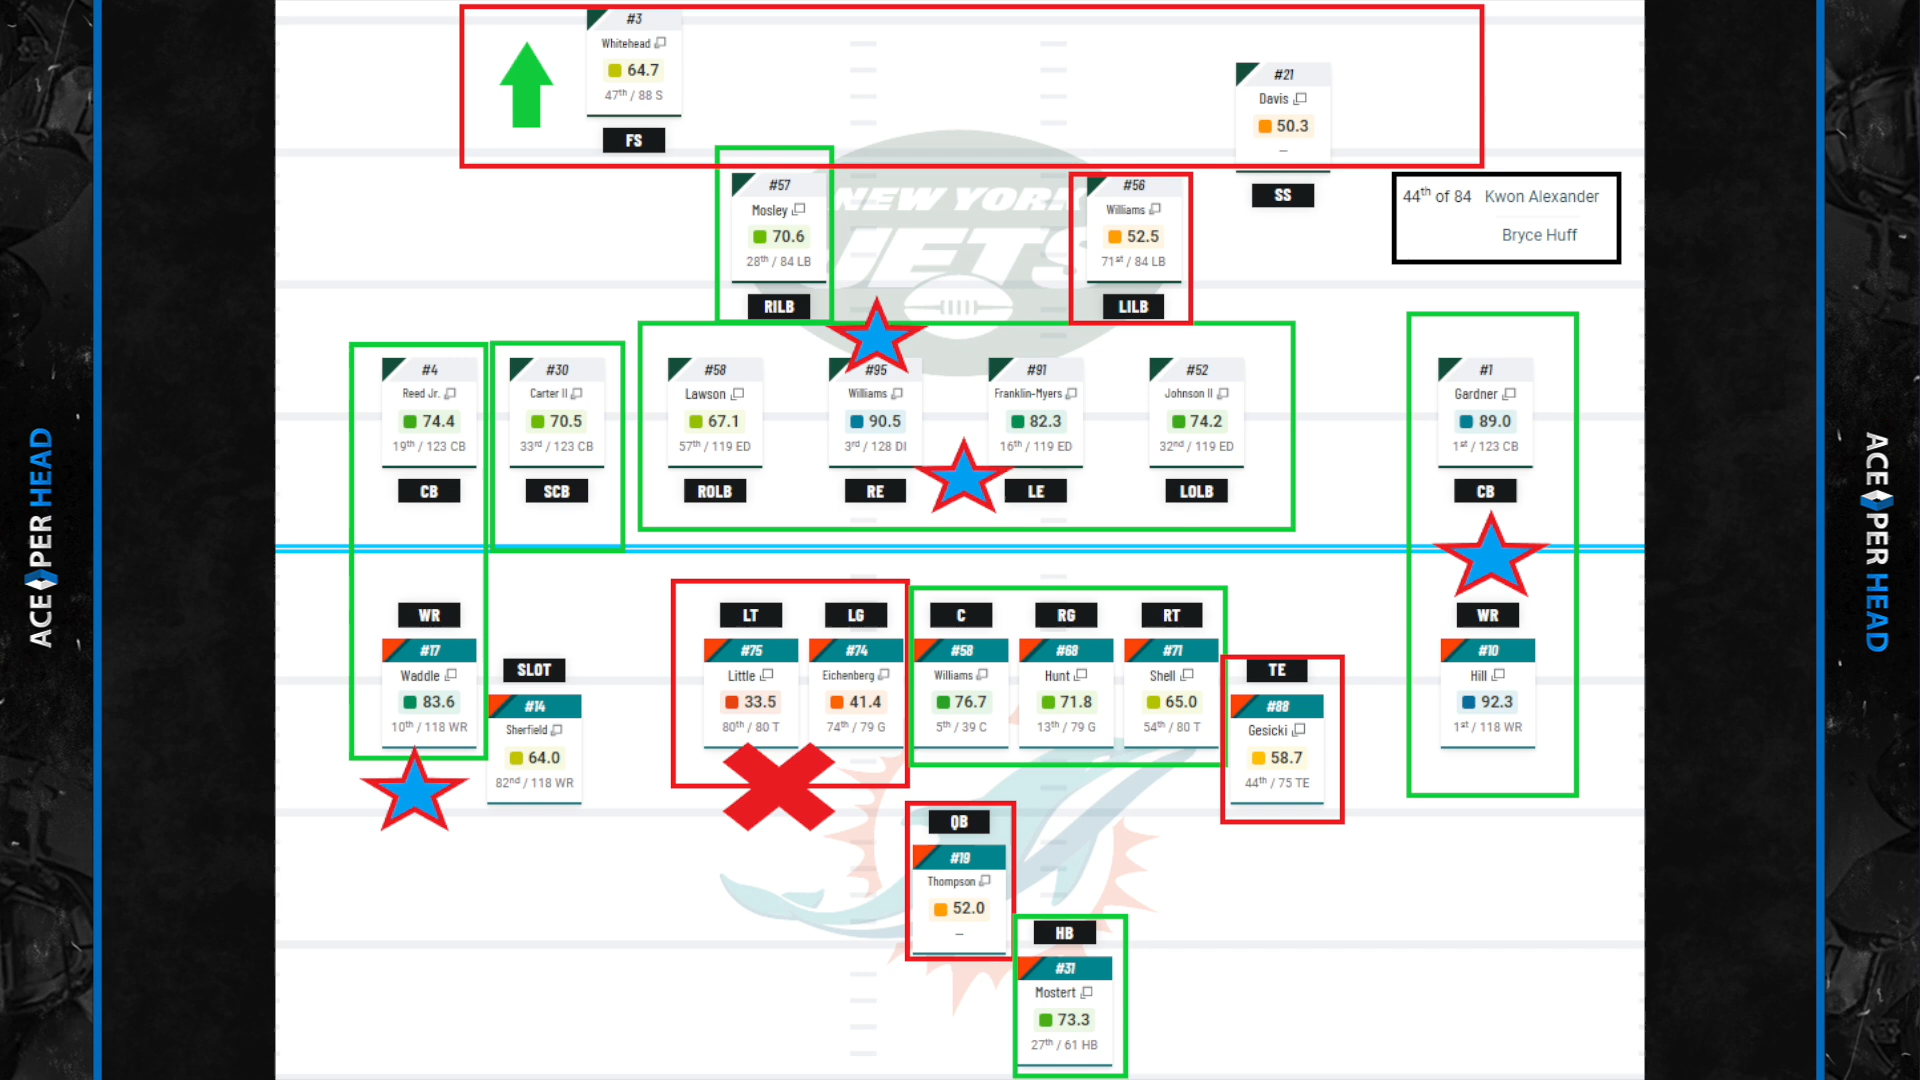 #3
Whitehead
64.7
47th / 88 S
FS
#21
Davis
50.3
–
SS
#57
Mosley
70.6
28th / 84 LB
RILB
#56
Williams
52.5
71st / 84 LB
LILB
44th of 84 Kwon Alexander
Bryce Huff
NEW YORK
JETS
#4
Reed Jr.
74.4
19th / 123 CB
CB
#30
Carter II
70.5
33rd / 123 CB
SCB
#58
Lawson
67.1
57th / 119 ED
ROLB
#95
Williams
90.5
3rd / 128 DI
RE
#91
Franklin-Myers
82.3
16th / 119 ED
LE
#52
Johnson II
74.2
32nd / 119 ED
LOLB
#1
Gardner
89.0
1st / 123 CB
CB
ACE PER HEAD
ACE PER HEAD
WR
#17
Waddle
83.6
10th / 118 WR
SLOT
#14
Sherfield
64.0
82nd / 118 WR
LT
#75
Little
33.5
80th / 80 T
LG
#74
Eichenberg
41.4
74th / 79 G
C
#58
Williams
76.7
5th / 39 C
RG
#68
Hunt
71.8
13th / 79 G
RT
#71
Shell
65.0
54th / 80 T
TE
#88
Gesicki
58.7
44th / 75 TE
WR
#10
Hill
92.3
1st / 118 WR
QB
#19
Thompson
52.0
–
HB
#31
Mostert
73.3
27th / 61 HB